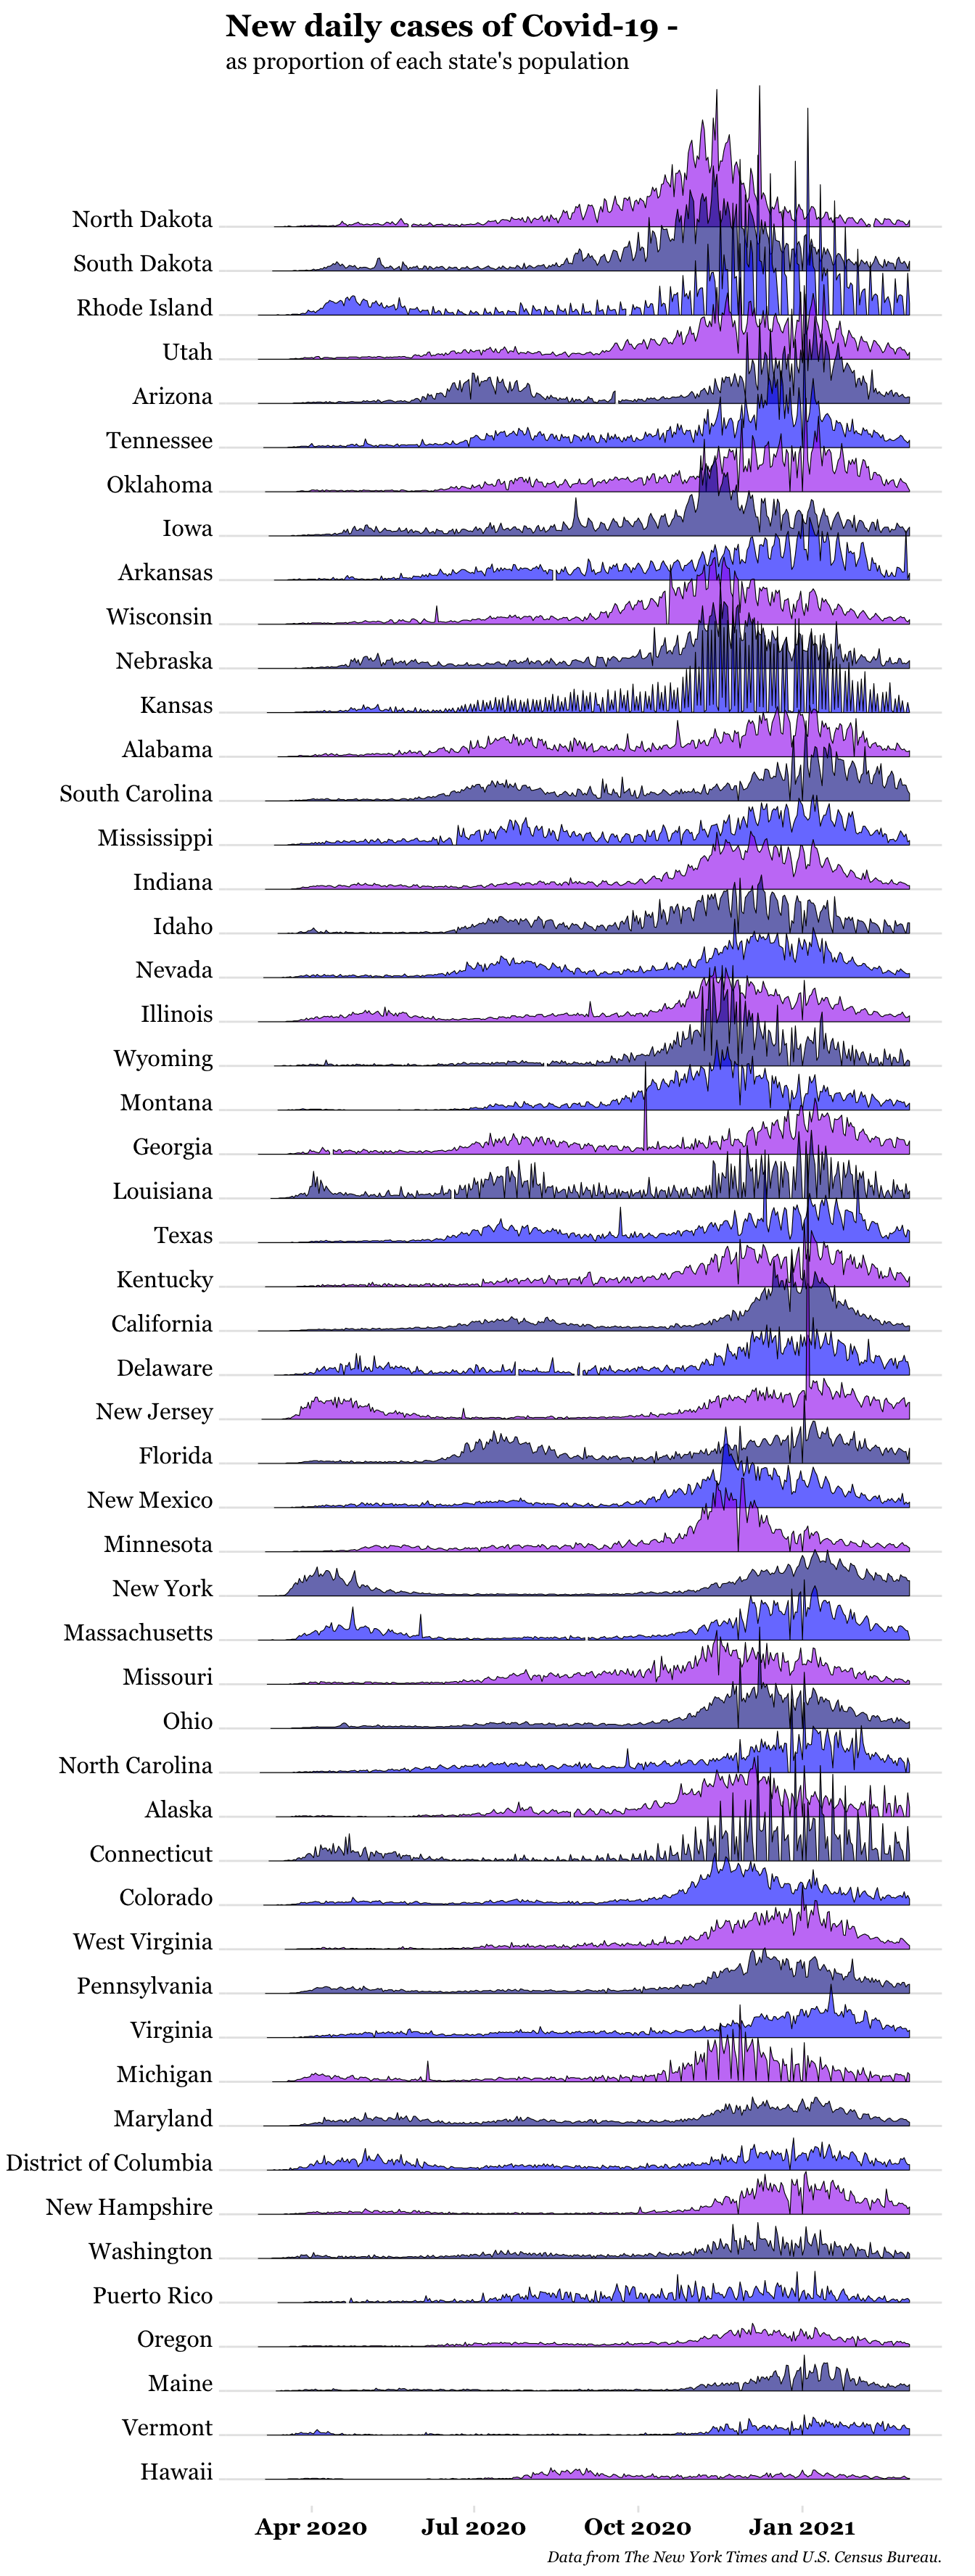 New daily cases of Covid-19 -
as proportion of each state's population
North Dakota
South Dakota
Rhode Island
Utah
Arizona
Tennessee
Oklahoma
Iowa
Arkansas
Wisconsin
Nebraska
Kansas
Alabama
South Carolina
Mississippi
Indiana
Idaho
Nevada
Illinois
Wyoming
Montana
Georgia
Louisiana
Texas
Kentucky
California
Delaware
New Jersey
Florida
New Mexico
Minnesota
New York
Massachusetts
Missouri
Ohio
North Carolina
Alaska
Connecticut
Colorado
West Virginia
Pennsylvania
Virginia
Michigan
Maryland
District of Columbia
New Hampshire
Washington
Puerto Rico
Oregon
Maine
Vermont
Hawaii
Apr 2020 Jul 2020 Oct 2020 Jan 2021
Data from The New York Times and U.S. Census Bureau.